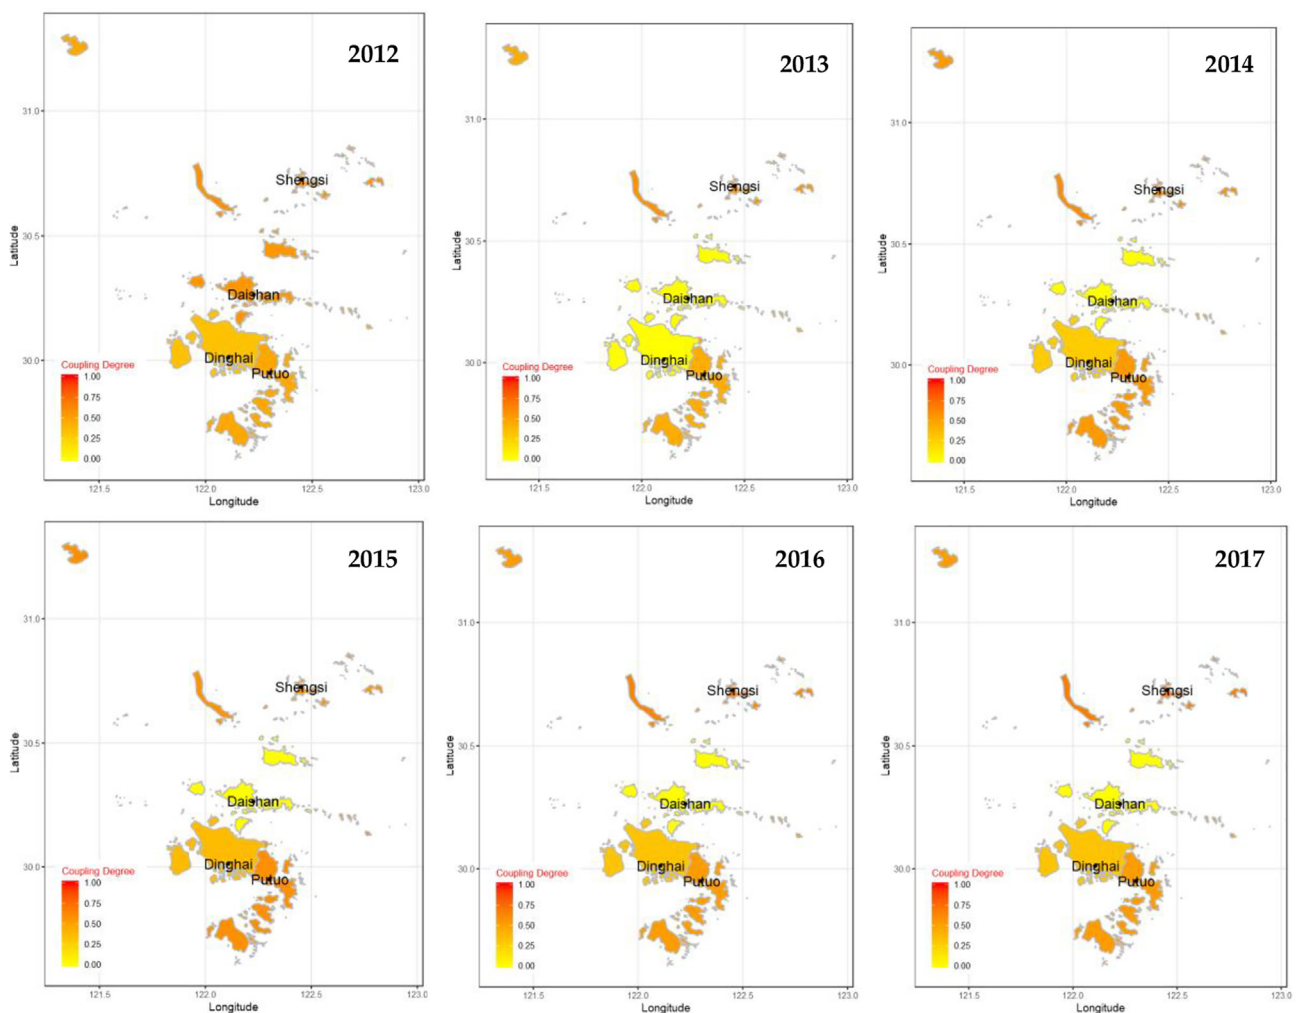 2012
31.0
30.5
30.0
Latitude
Shengsi
Daishan
Dinghai
Putuo
Coupling Degree
1.00
0.75
0.50
0.25
0.00
121.5
122.0
122.5
123.0
Longitude
2013
31.0
30.5
30.0
Latitude
Shengsi
Daishan
Dinghai
Putuo
Coupling Degree
1.00
0.75
0.50
0.25
0.00
121.5
122.0
122.5
123.0
Longitude
2014
31.0
30.5
30.0
Latitude
Shengsi
Daishan
Dinghai
Putuo
Coupling Degree
1.00
0.75
0.50
0.25
0.00
121.5
122.0
122.5
123.0
Longitude
2015
31.0
30.5
30.0
Latitude
Shengsi
Daishan
Dinghai
Putuo
Coupling Degree
1.00
0.75
0.50
0.25
0.00
121.5
122.0
122.5
123.0
Longitude
2016
31.0
30.5
30.0
Latitude
Shengsi
Daishan
Dinghai
Putuo
Coupling Degree
1.00
0.75
0.50
0.25
0.00
121.5
122.0
122.5
123.0
Longitude
2017
31.0
30.5
30.0
Latitude
Shengsi
Daishan
Dinghai
Putuo
Coupling Degree
1.00
0.75
0.50
0.25
0.00
121.5
122.0
122.5
123.0
Longitude